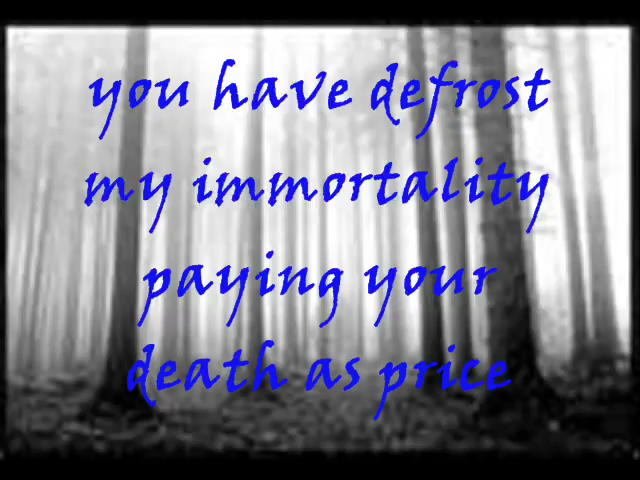 you have defrost
my immortality
paying your
death as price